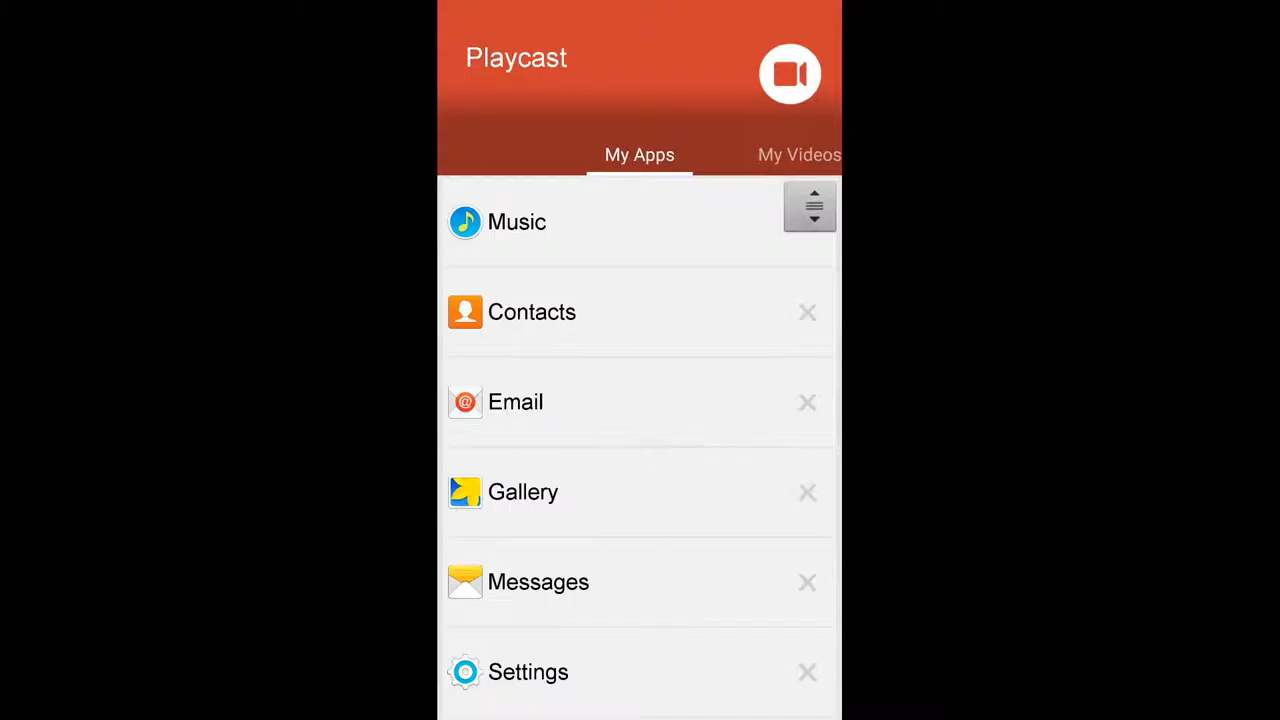 Playcast
My Apps
My Videos
Music
Contacts
Email
Gallery
Messages
Settings